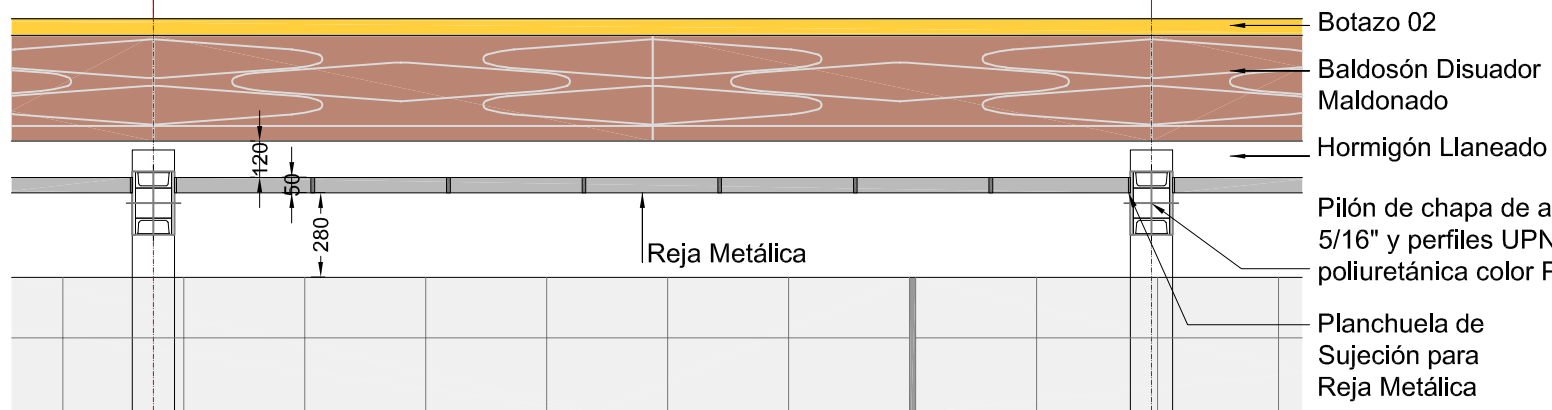 Botazo 02
Baldosón Disuador
Maldonado
Hormigón Llaneado
120
50
280
Reja Metálica
Pilón de chapa de a
5/16" y perfiles UPN
poliuretánica color
Planchuela de
Sujeción para
Reja Metálica